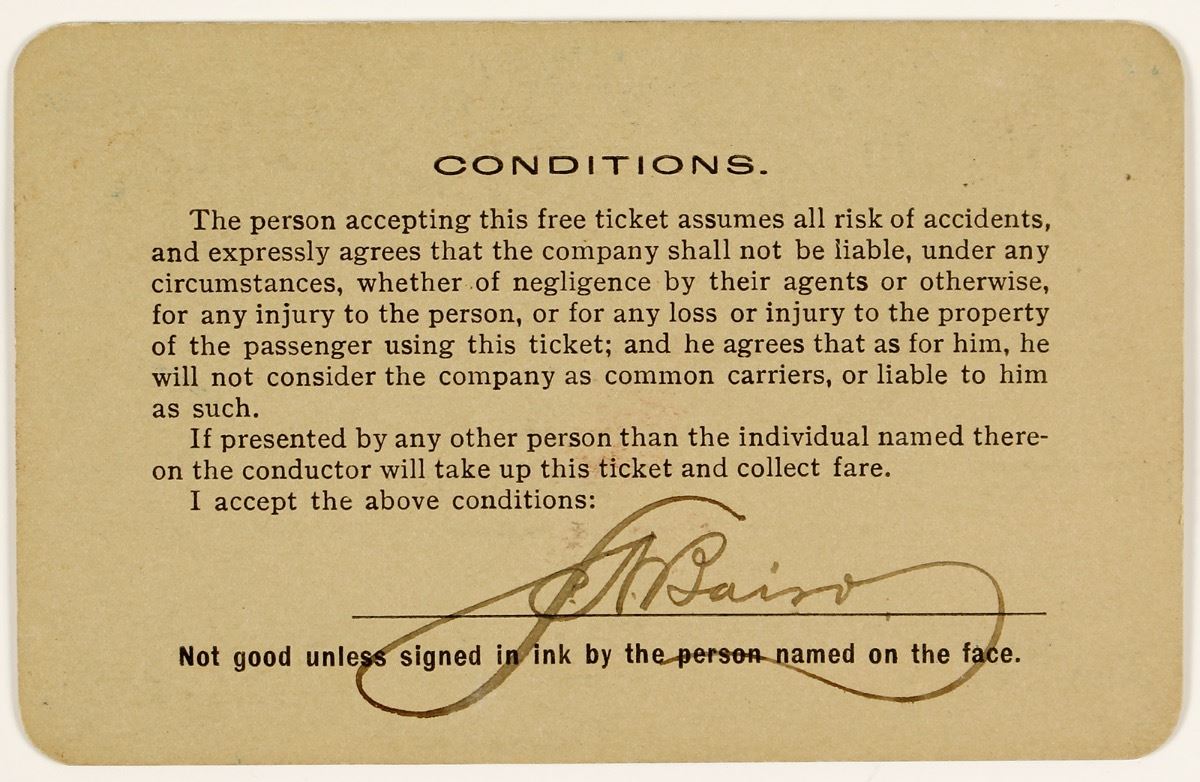 CONDITIONS.
The person accepting this free ticket assumes all risk of accidents,
and expressly agrees that the company shall not be liable, under any
circumstances, whether of negligence by their agents or otherwise,
for any injury to the person, or for any loss or injury to the property
of the passenger using this ticket; and he agrees that as for him, he
will not consider the company as common carriers, or liable to him
as such.
If presented by any other person than the individual named there-
on the conductor will take up this ticket and collect fare.
I accept the above conditions:
Baird
Not good unless signed in ink by the person named on the face.